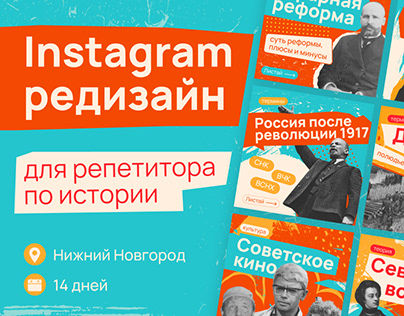 Instagram
редизайн
для репетитора
по истории
Нижний Новгород
14 дней
реформа
суть реформы,
плюсы и минусы
Листай
термины
Россия после
революции 1917
СНК
ВЧК
ВСНХ
Листай
культура
Советское
кино
теория